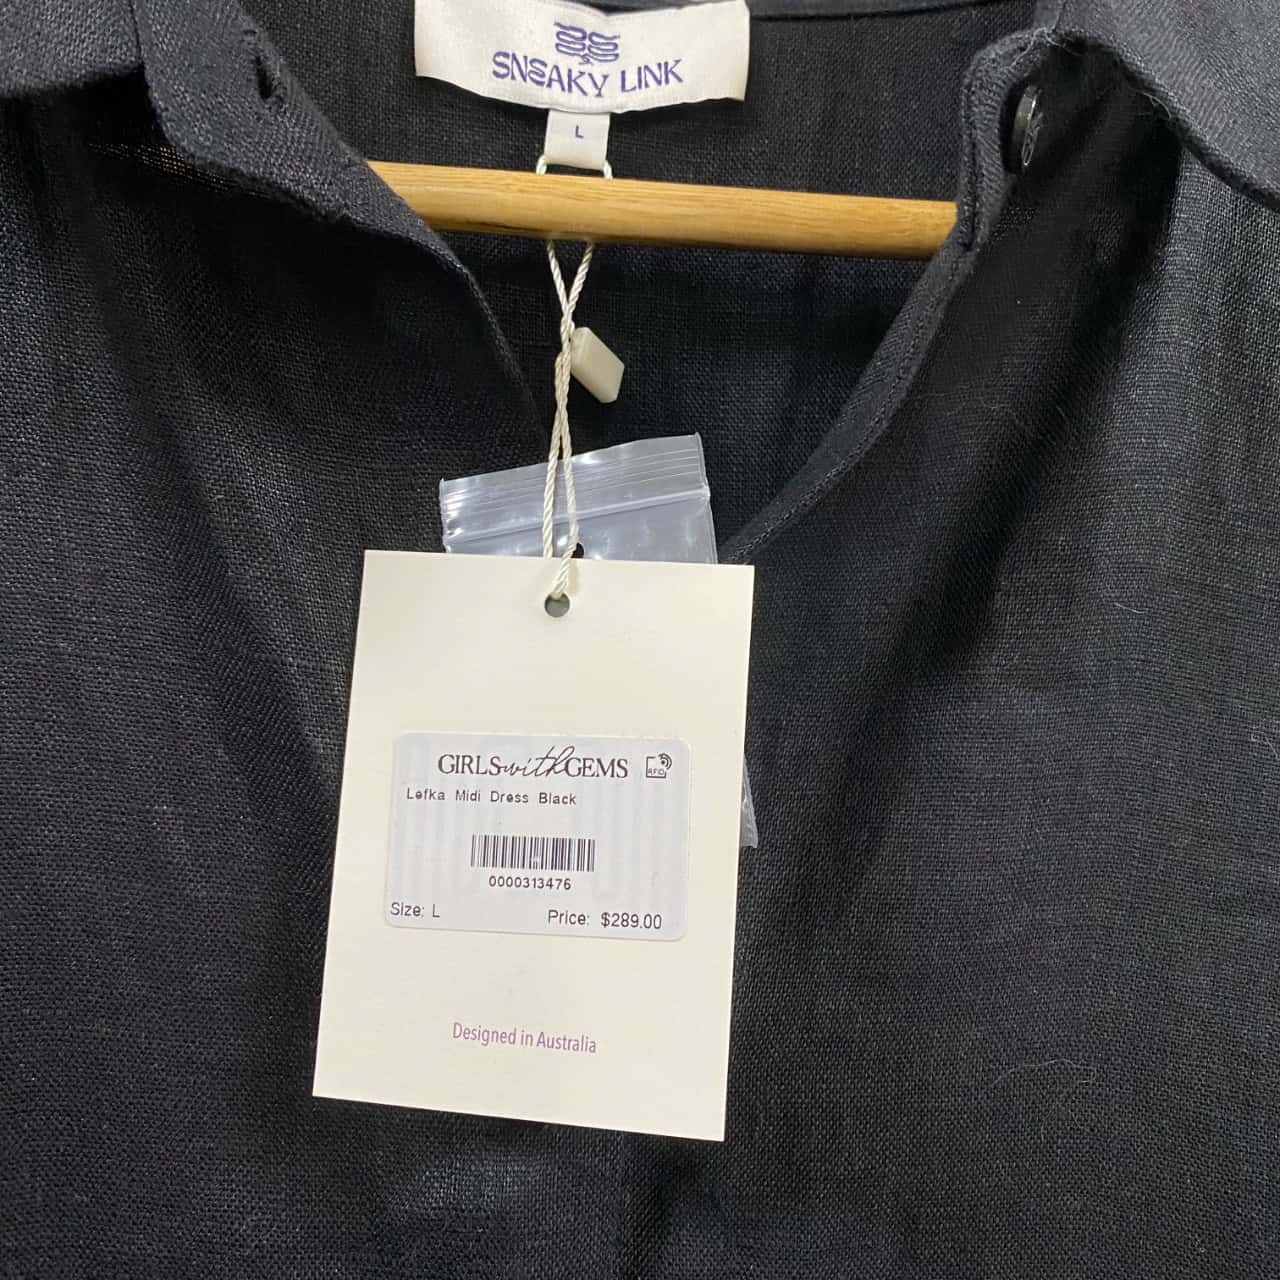 SNEAKY LINK
L
GIRLS with GEMS
RFID
Lefka Midi Dress Black
0000313476
Size: L Price: $289.00
Designed in Australia